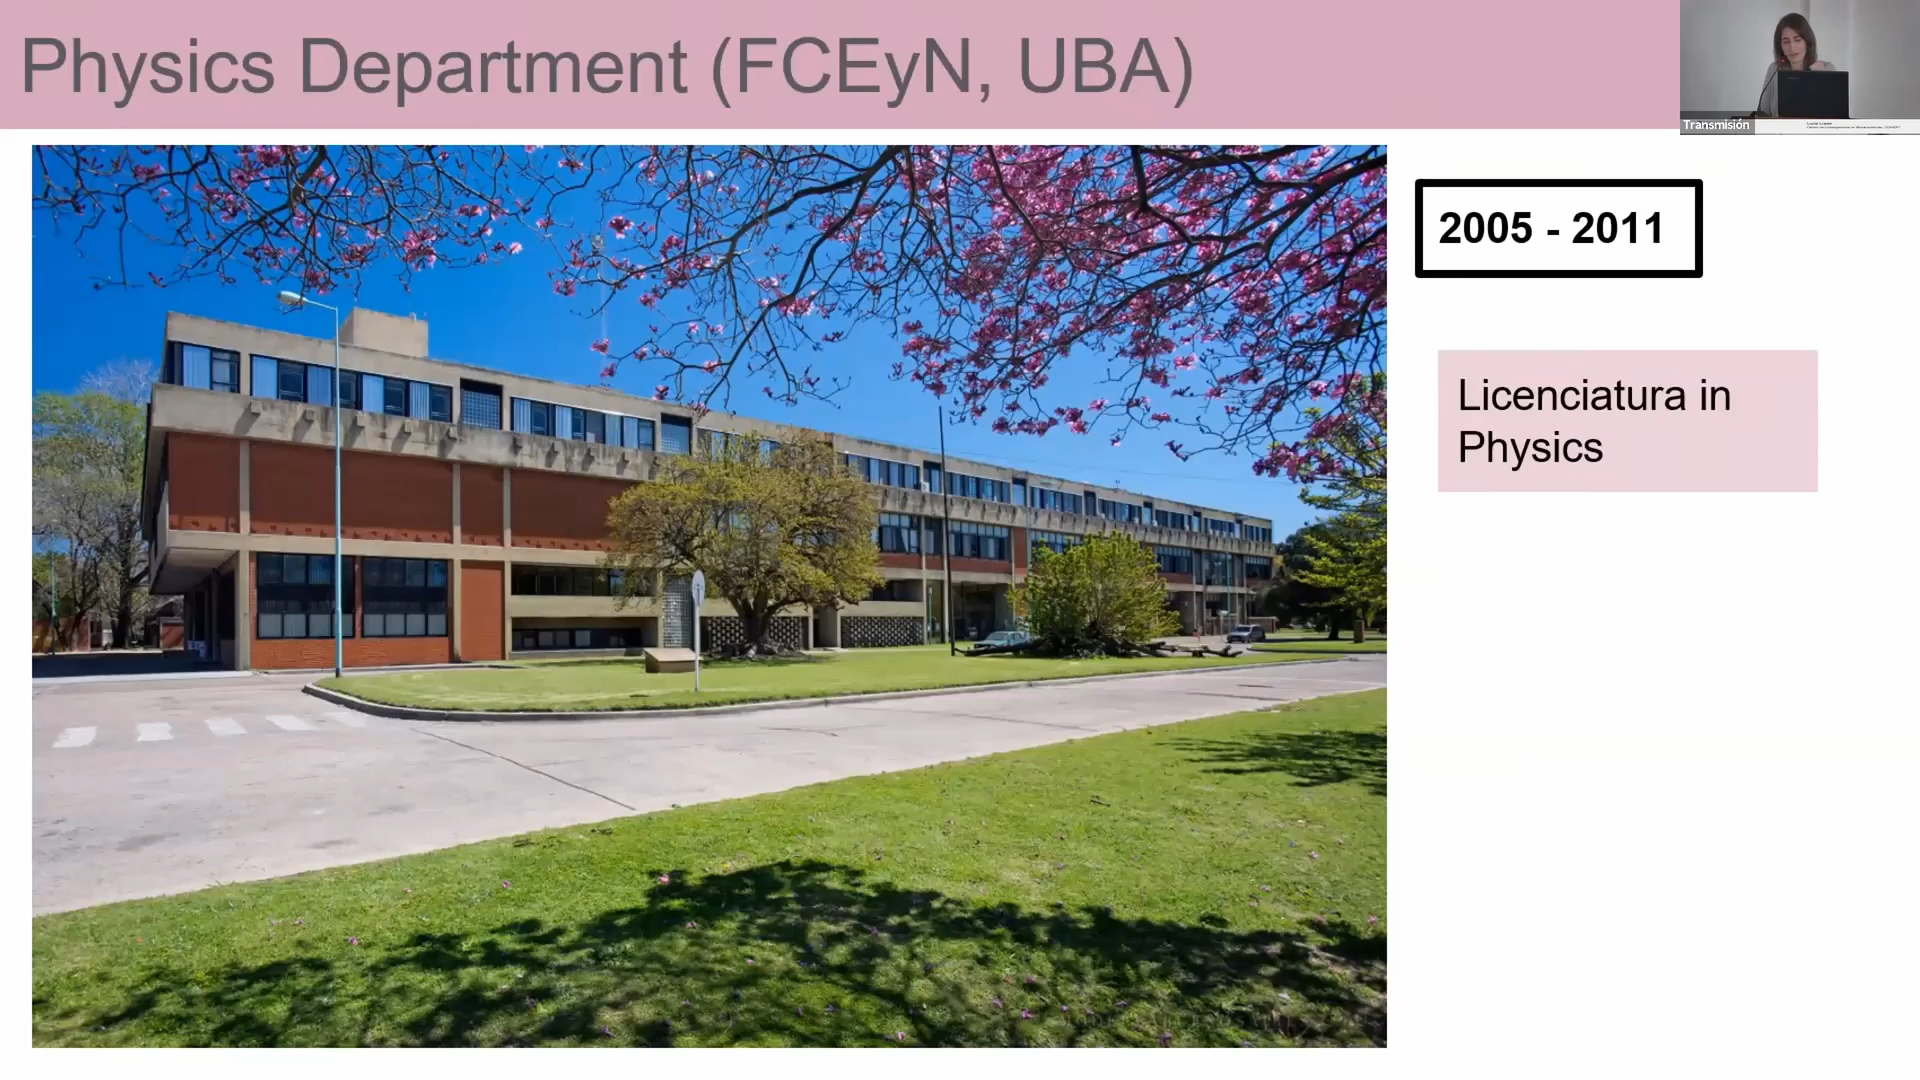 Physics Department (FCEyN, UBA)
Transmisión
2005 - 2011
Licenciatura in
Physics